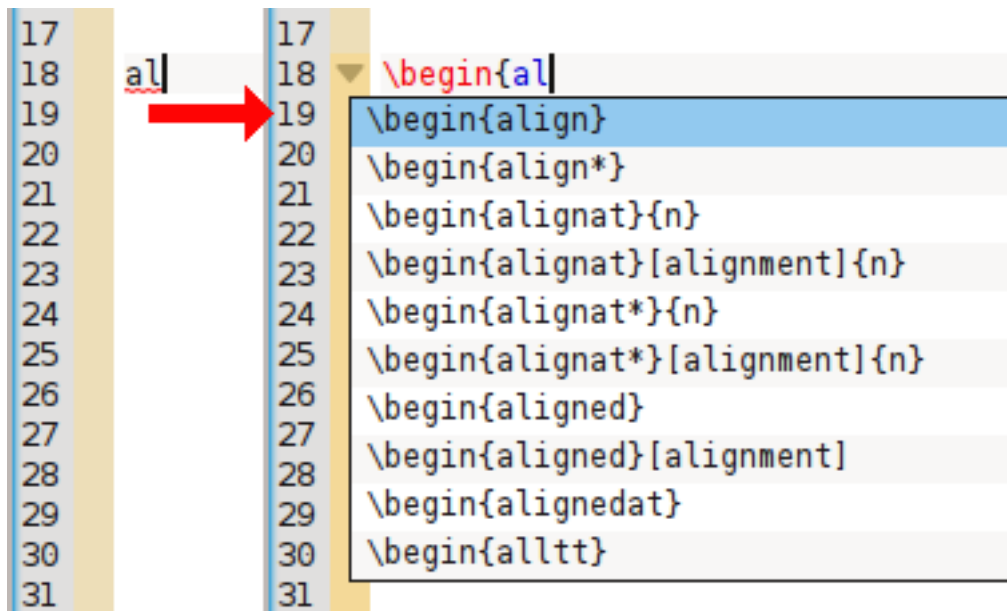 17
18 al
19
20
21
22
23
24
25
26
27
28
29
30
31
17
18 \begin{al
19
20
21
22
23
24
25
26
27
28
29
30
31
\begin{align}
\begin{align*}
\begin{alignat}{n}
\begin{alignat}[alignment]{n}
\begin{alignat*}{n}
\begin{alignat*}[alignment]{n}
\begin{aligned}
\begin{aligned}[alignment]
\begin{alignedat}
\begin{alltt}